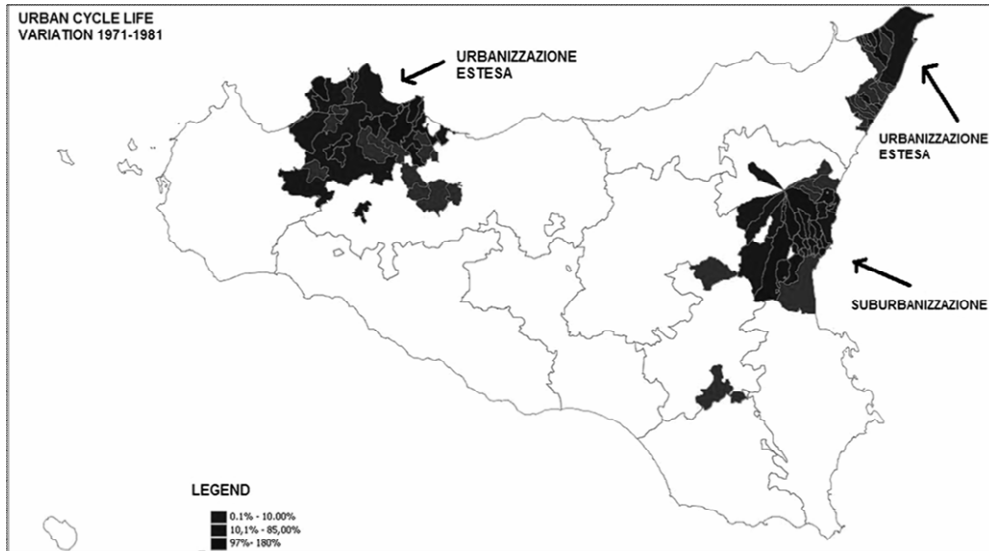 URBAN CYCLE LIFE
VARIATION 1971-1981
URBANIZZAZIONE
ESTESA
URBANIZZAZIONE
ESTESA
SUBURBANIZZAZIONE
LEGEND
0.1% - 10.00%
10,1% - 85,00%
97%- 180%